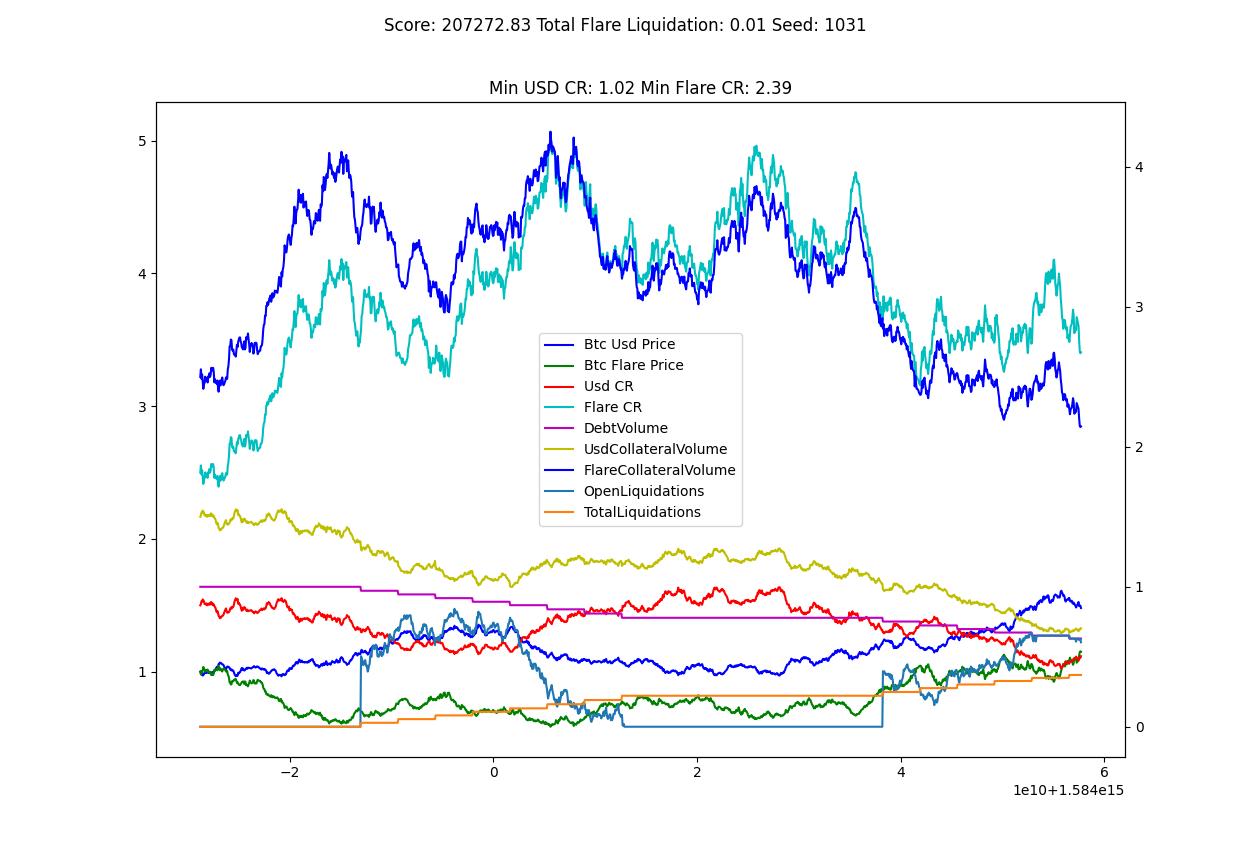 Score: 207272.83 Total Flare Liquidation: 0.01 Seed: 1031
Min USD CR: 1.02 Min Flare CR: 2.39
5
4
3
2
1
4
3
2
1
0
Btc Usd Price
Btc Flare Price
Usd CR
Flare CR
DebtVolume
UsdCollateralVolume
FlareCollateralVolume
OpenLiquidations
TotalLiquidations
−2 0 2 4 6
1e10+1.584e15